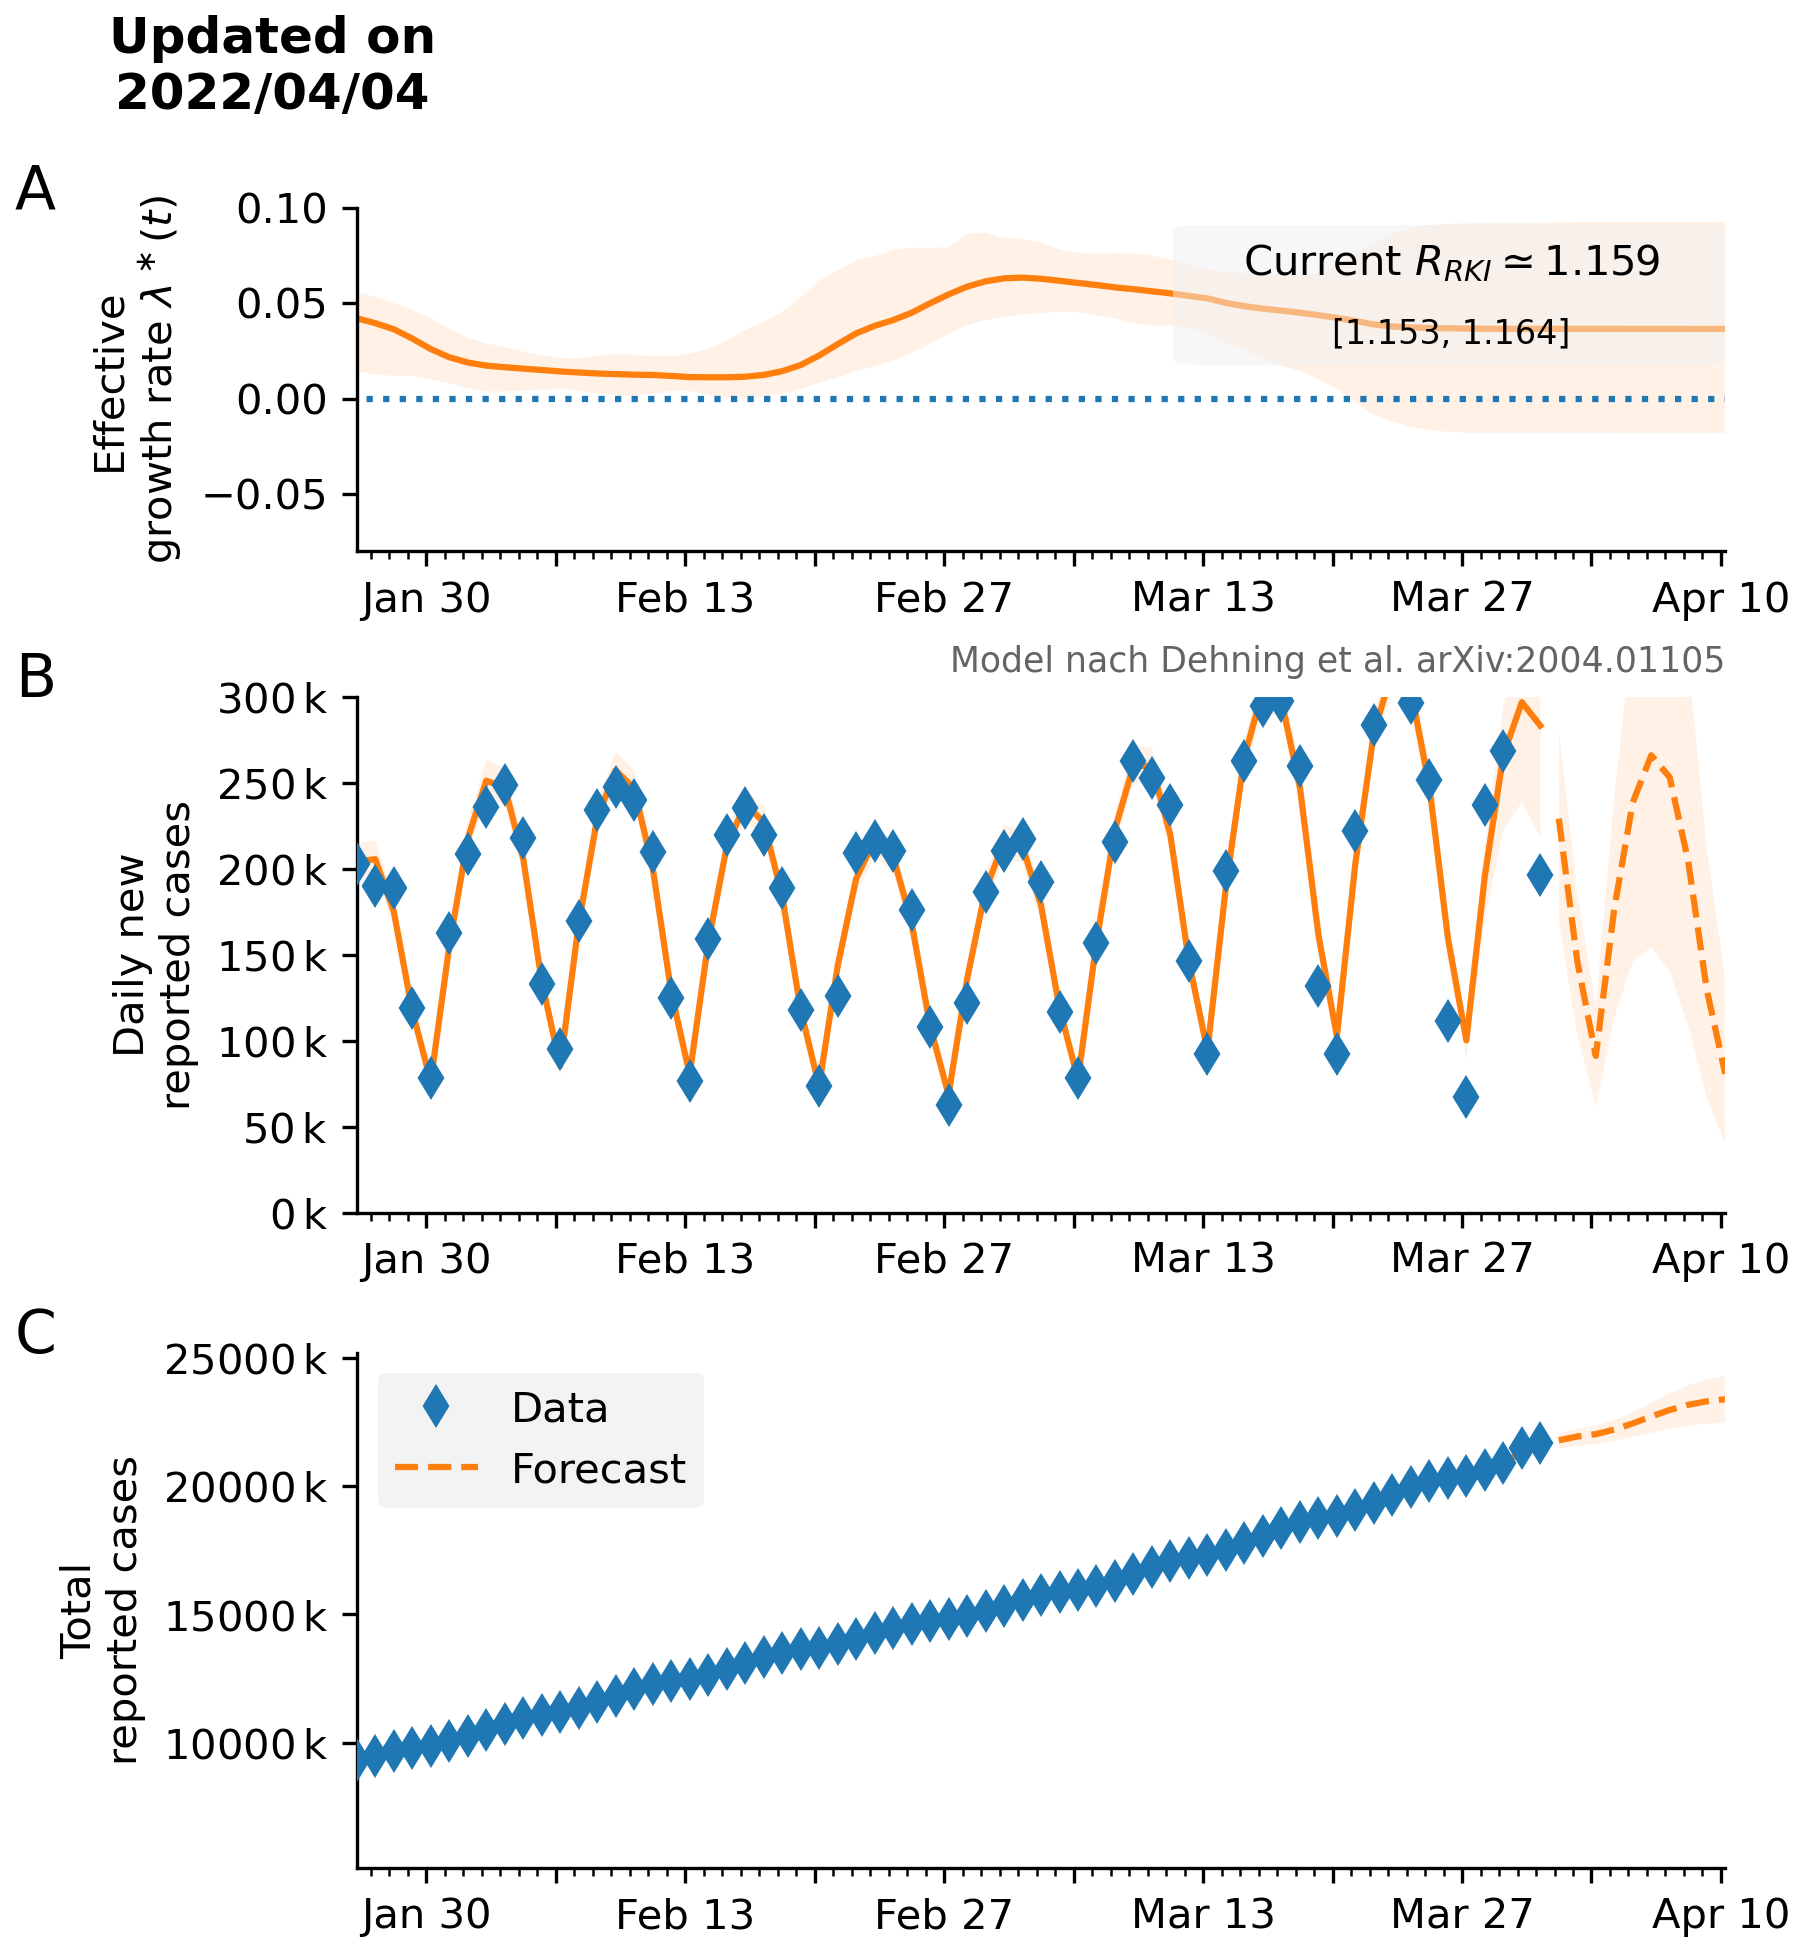 Updated on
2022/04/04
A
Effective
growth rate λ * (t)
0.10
0.05
0.00
−0.05
Current R_RKI ≃ 1.159
[1.153, 1.164]
Jan 30 Feb 13 Feb 27 Mar 13 Mar 27 Apr 10
B
Model nach Dehning et al. arXiv:2004.01105
Daily new
reported cases
300 k
250 k
200 k
150 k
100 k
50 k
0 k
Jan 30 Feb 13 Feb 27 Mar 13 Mar 27 Apr 10
C
Total
reported cases
25000 k
20000 k
15000 k
10000 k
Data
Forecast
Jan 30 Feb 13 Feb 27 Mar 13 Mar 27 Apr 10